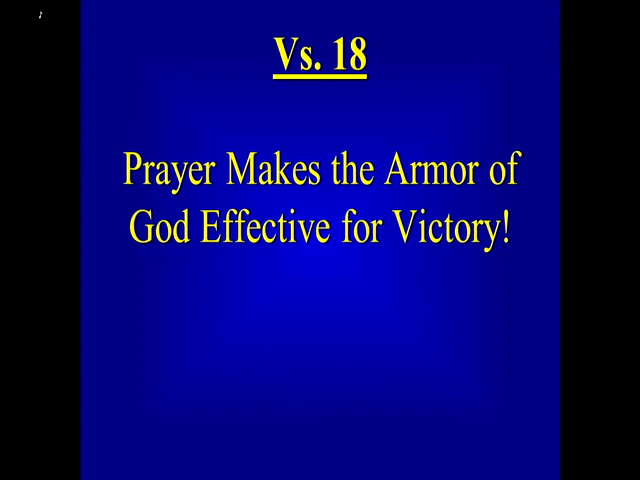 Vs. 18
Prayer Makes the Armor of
God Effective for Victory!